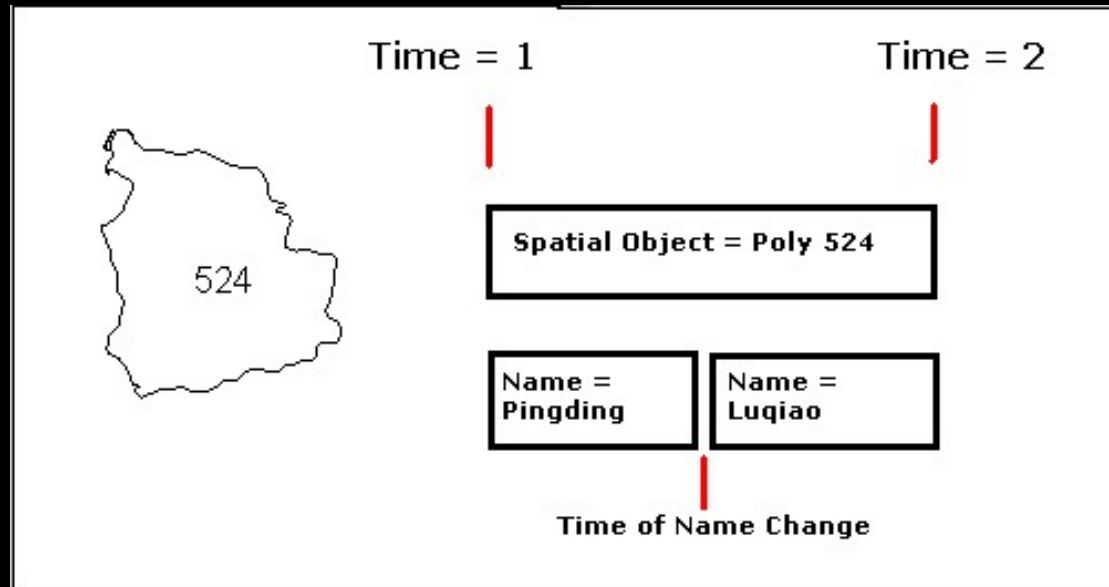 Time = 1
Time = 2
524
Spatial Object = Poly 524
Name =
Pingding
Name =
Luqiao
Time of Name Change